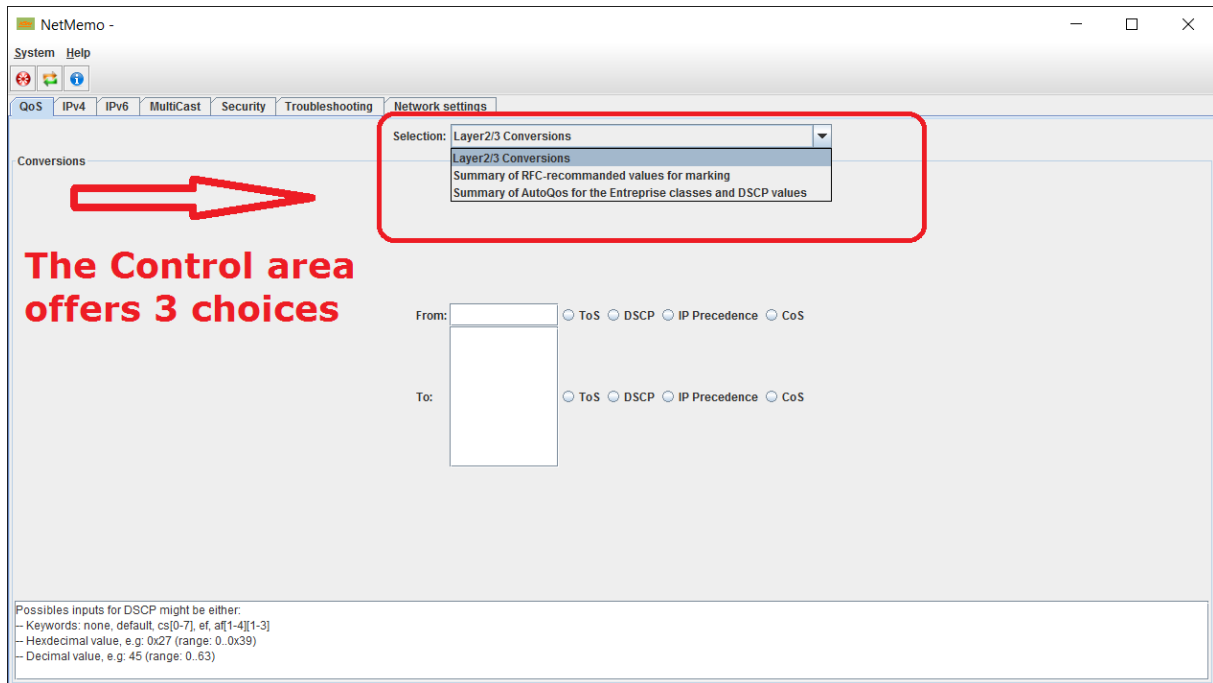 NetMemo -
System Help
QoS IPv4 IPv6 MultiCast Security Troubleshooting Network settings
Selection: Layer2/3 Conversions
Layer2/3 Conversions
Summary of RFC-recommanded values for marking
Summary of AutoQos for the Entreprise classes and DSCP values
Conversions
The Control area
offers 3 choices
From: ToS DSCP IP Precedence CoS
To: ToS DSCP IP Precedence CoS
Possibles inputs for DSCP might be either:
-- Keywords: none, default, cs[0-7], ef, af[1-4][1-3]
-- Hexdecimal value, e.g: 0x27 (range: 0..0x39)
-- Decimal value, e.g: 45 (range: 0..63)